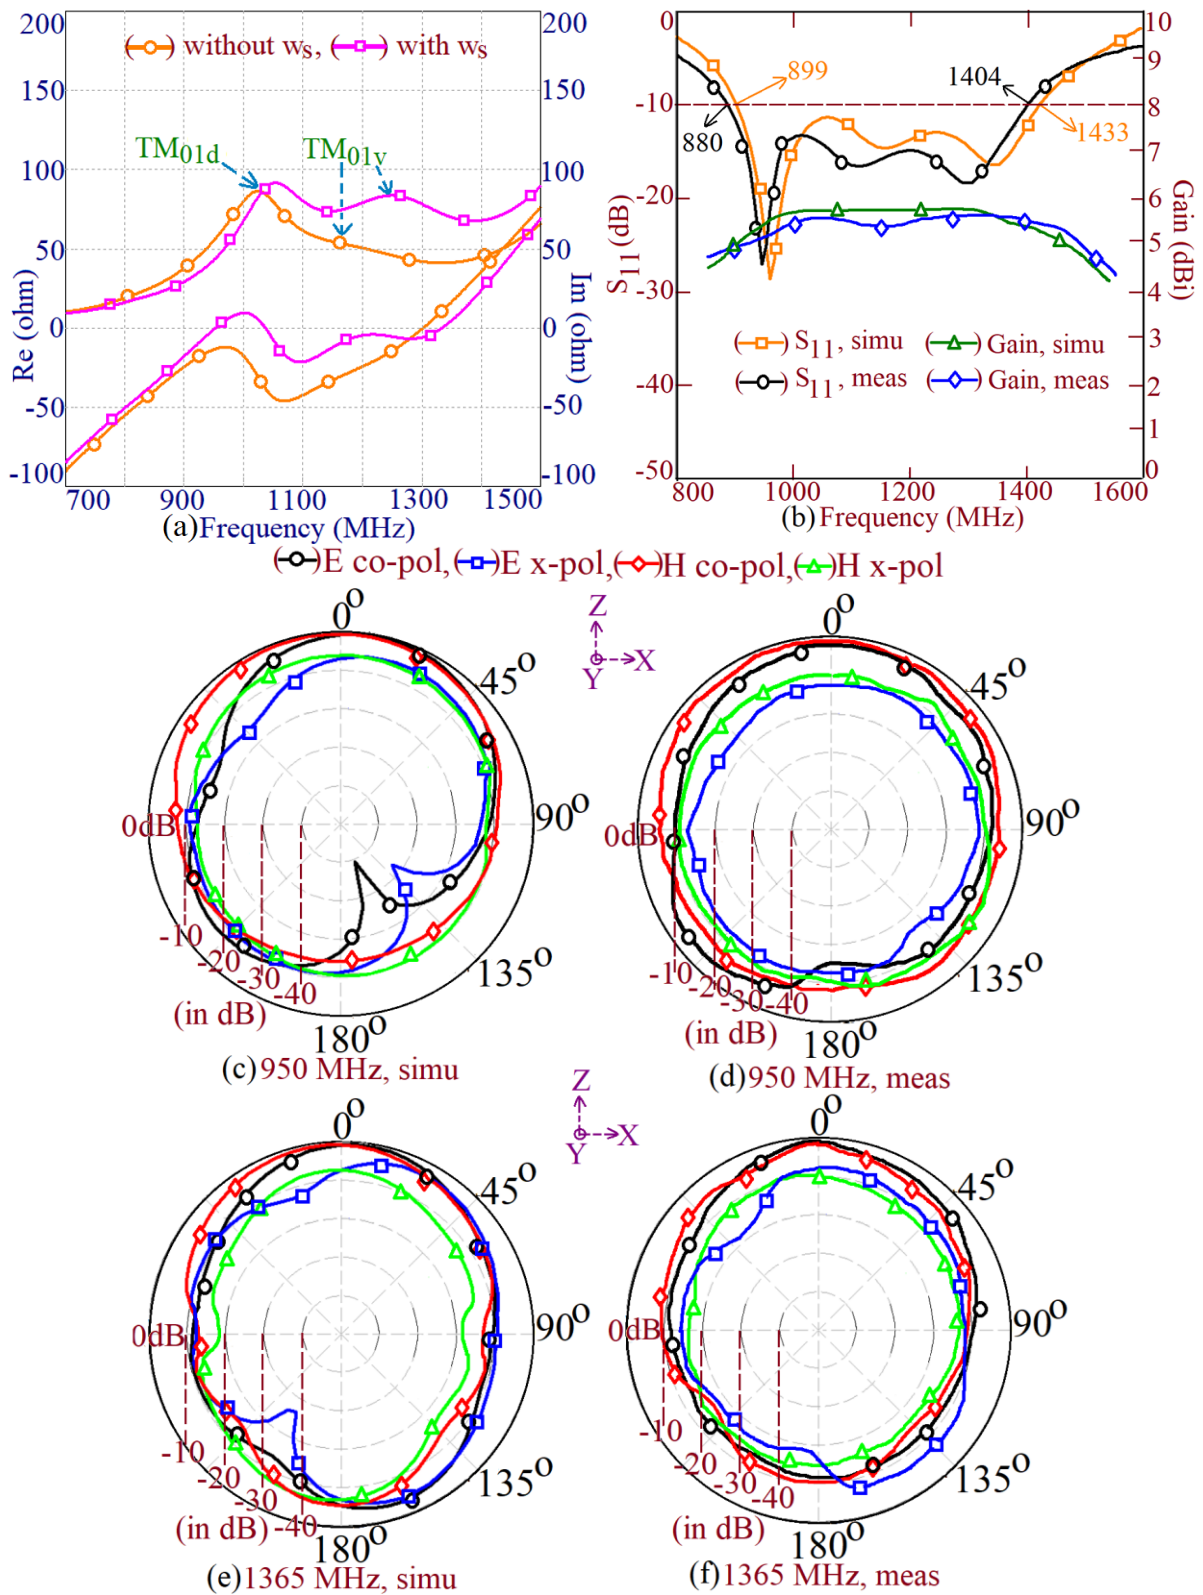 200
150
100
50
0
-50
-100
Re (ohm)
(-o-) without wₛ, (-□-) with wₛ
TM01d
TM01v
200
150
100
50
0
-50
-100
Im (ohm)
700 900 1100 1300 1500
(a) Frequency (MHz)
0
-10
-20
-30
-40
-50
S11 (dB)
899
880
1404
1433
S11, simu
Gain, simu
S11, meas
Gain, meas
10
9
8
7
6
5
4
3
2
1
0
Gain (dBi)
800 1000 1200 1400 1600
(b) Frequency (MHz)
E co-pol, E x-pol, H co-pol, H x-pol
0°
45°
90°
135°
180°
0dB
-10
-20
-30
-40
(in dB)
(c) 950 MHz, simu
Z
X
Y
0°
45°
90°
135°
180°
0dB
-10
-20
-30
-40
(in dB)
(d) 950 MHz, meas
0°
45°
90°
135°
180°
0dB
-10
-20
-30
-40
(in dB)
(e) 1365 MHz, simu
Z
X
Y
0°
45°
90°
135°
180°
0dB
-10
-20
-30
-40
(in dB)
(f) 1365 MHz, meas